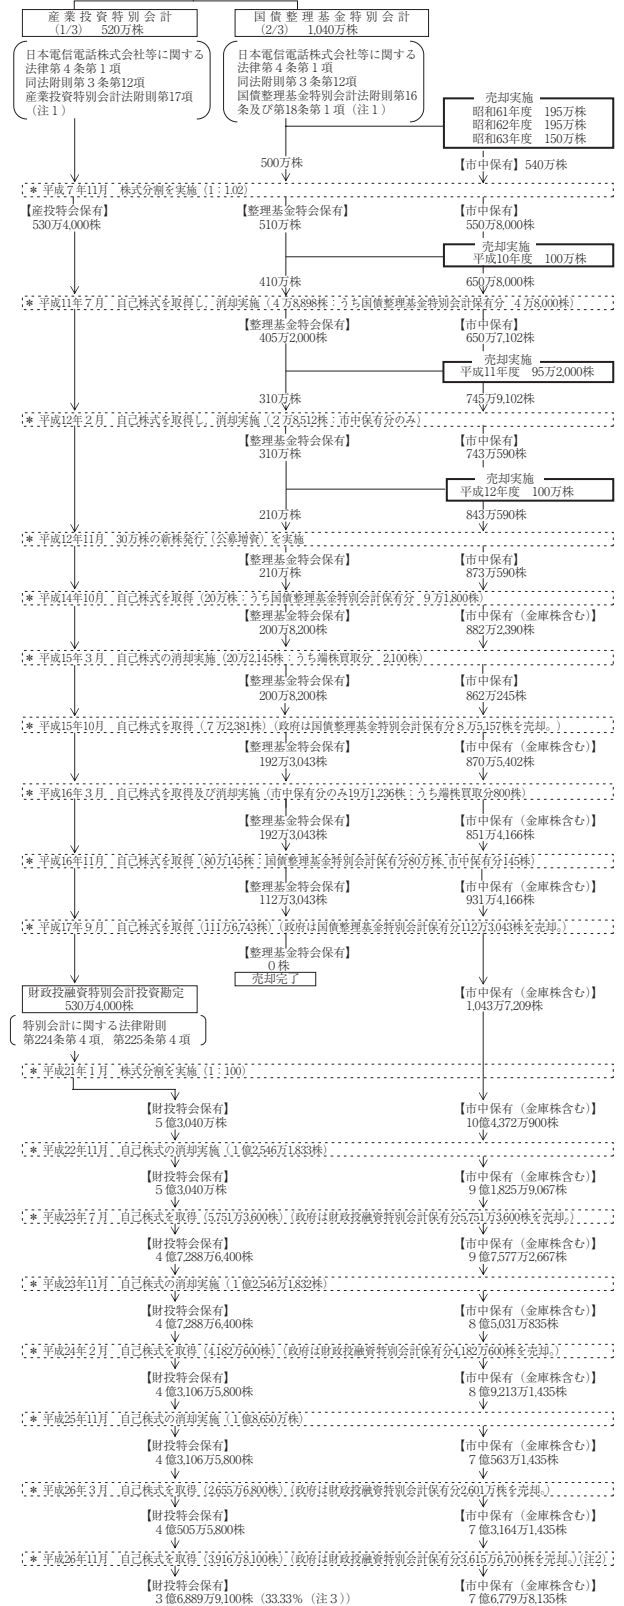 産業投資特別会計
(1/3)　520万株
国債整理基金特別会計
(2/3)　1,040万株
日本電信電話株式会社等に関する
法律第４条第１項
同法附則第３条第12項
産業投資特別会計法附則第17項
（注１）
日本電信電話株式会社等に関する
法律第４条第１項
同法附則第３条第12項
国債整理基金特別会計法附則第16
条及び第18条第１項（注１）
売却実施
昭和61年度　195万株
昭和62年度　195万株
昭和63年度　150万株
500万株
【市中保有】540万株
＊ 平成７年11月　株式分割を実施（1：1.02）
【産投特会保有】
530万4,000株
【整理基金特会保有】
510万株
【市中保有】
550万8,000株
売却実施
平成10年度　100万株
410万株
650万8,000株
＊ 平成11年７月　自己株式を取得し，消却実施（４万8,898株：うち国債整理基金特別会計保有分　４万8,000株）
【整理基金特会保有】
405万2,000株
【市中保有】
650万7,102株
売却実施
平成11年度　95万2,000株
310万株
745万9,102株
＊ 平成12年２月　自己株式を取得し，消却実施（２万8,512株：市中保有分のみ）
【整理基金特会保有】
310万株
【市中保有】
743万590株
売却実施
平成12年度　100万株
210万株
843万590株
＊ 平成12年11月　30万株の新株発行（公募増資）を実施
【整理基金特会保有】
210万株
【市中保有】
873万590株
＊ 平成14年10月　自己株式を取得（20万株：うち国債整理基金特別会計保有分　９万1,800株）
【整理基金特会保有】
200万8,200株
【市中保有（金庫株含む）】
882万2,390株
＊ 平成15年３月　自己株式の消却実施（20万2,145株：うち端株買取分　2,100株）
【整理基金特会保有】
200万8,200株
【市中保有（金庫株含む）】
862万245株
＊ 平成15年10月　自己株式を取得（７万2,381株）（政府は国債整理基金特別会計保有分８万5,157株を売却。）
【整理基金特会保有】
192万3,043株
【市中保有（金庫株含む）】
870万5,402株
＊ 平成16年３月　自己株式を取得及び消却実施（市中保有分のみ19万1,236株：うち端株買取分800株）
【整理基金特会保有】
192万3,043株
【市中保有（金庫株含む）】
851万4,166株
＊ 平成16年11月　自己株式を取得（80万145株：国債整理基金特別会計保有分80万株，市中保有分145株）
【整理基金特会保有】
112万3,043株
【市中保有（金庫株含む）】
931万4,166株
＊ 平成17年９月　自己株式を取得（111万6,743株）（政府は国債整理基金特別会計保有分112万3,043株を売却。）
【整理基金特会保有】
０株
売却完了
財政投融資特別会計投資勘定
530万4,000株
【市中保有（金庫株含む）】
1,043万7,209株
特別会計に関する法律附則
第224条第４項，第225条第４項
＊ 平成21年１月　株式分割を実施（1：100）
【財投特会保有】
５億3,040万株
【市中保有（金庫株含む）】
10億4,372万900株
＊ 平成22年11月　自己株式の消却実施（１億2,546万1,833株）
【財投特会保有】
５億3,040万株
【市中保有（金庫株含む）】
９億1,825万9,067株
＊ 平成23年７月　自己株式を取得（5,751万3,600株）（政府は財政投融資特別会計保有分5,751万3,600株を売却。）
【財投特会保有】
４億7,288万6,400株
【市中保有（金庫株含む）】
９億7,577万2,667株
＊ 平成23年11月　自己株式の消却実施（１億2,546万1,832株）
【財投特会保有】
４億7,288万6,400株
【市中保有（金庫株含む）】
８億5,031万835株
＊ 平成24年２月　自己株式を取得（4,182万600株）（政府は財政投融資特別会計保有分4,182万600株を売却。）
【財投特会保有】
４億3,106万5,800株
【市中保有（金庫株含む）】
８億9,213万1,435株
＊ 平成25年11月　自己株式の消却実施（１億8,650万株）
【財投特会保有】
４億3,106万5,800株
【市中保有（金庫株含む）】
７億563万1,435株
＊ 平成26年３月　自己株式を取得（2,655万6,800株）（政府は財政投融資特別会計保有分2,601万株を売却。）
【財投特会保有】
４億505万5,800株
【市中保有（金庫株含む）】
７億3,164万1,435株
＊ 平成26年11月　自己株式を取得（3,916万8,100株）（政府は財政投融資特別会計保有分3,615万6,700株を売却。）（注２）
【財投特会保有】
３億6,889万9,100株（33.33%（注３））
【市中保有（金庫株含む）】
７億6,779万8,135株